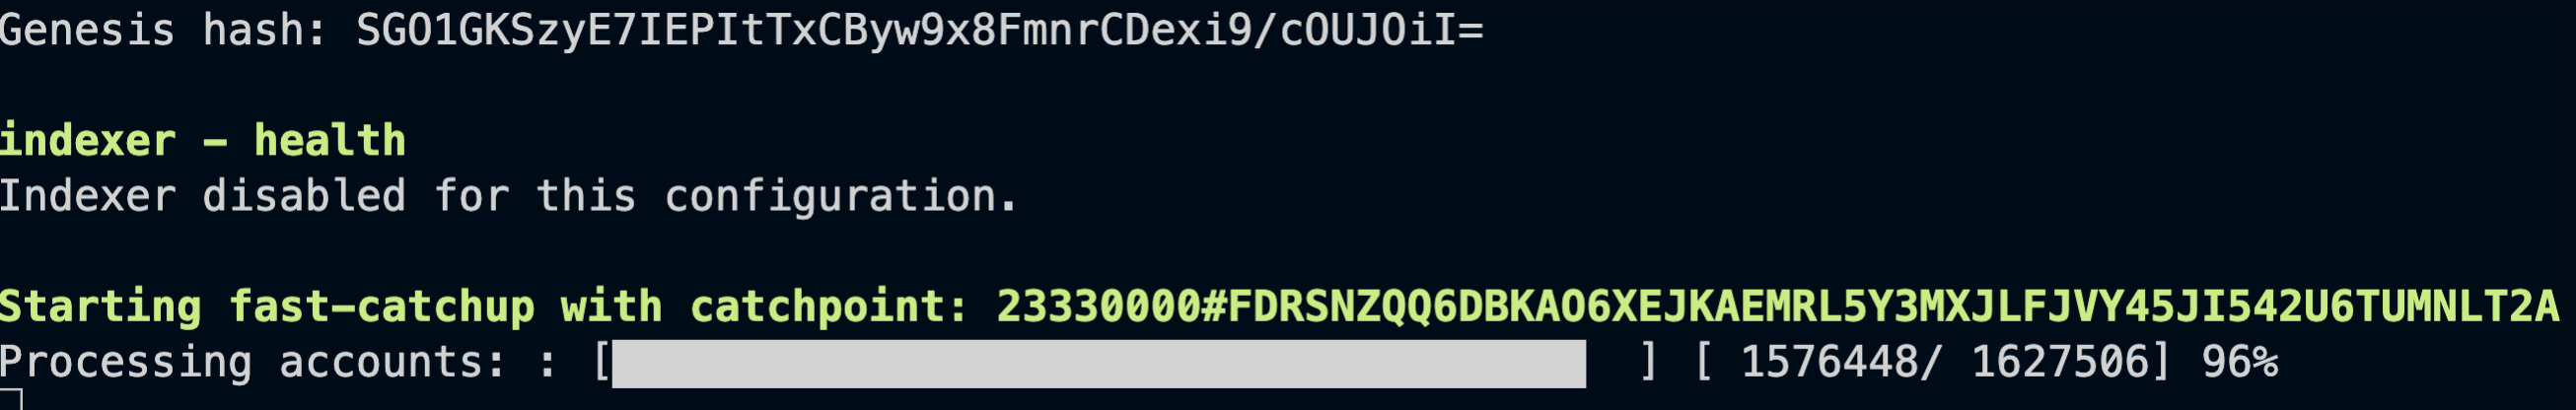 Genesis hash: SGO1GKSzyE7IEPItTxCByw9x8FmnrCDexi9/cOUJOiI=
indexer - health
Indexer disabled for this configuration.
Starting fast-catchup with catchpoint: 23330000#FDRSNZQQ6DBKAO6XEJKAEMRL5Y3MXJLFJVY45JI542U6TUMNLT2A
Processing accounts: : [ ] [ 1576448/ 1627506] 96%